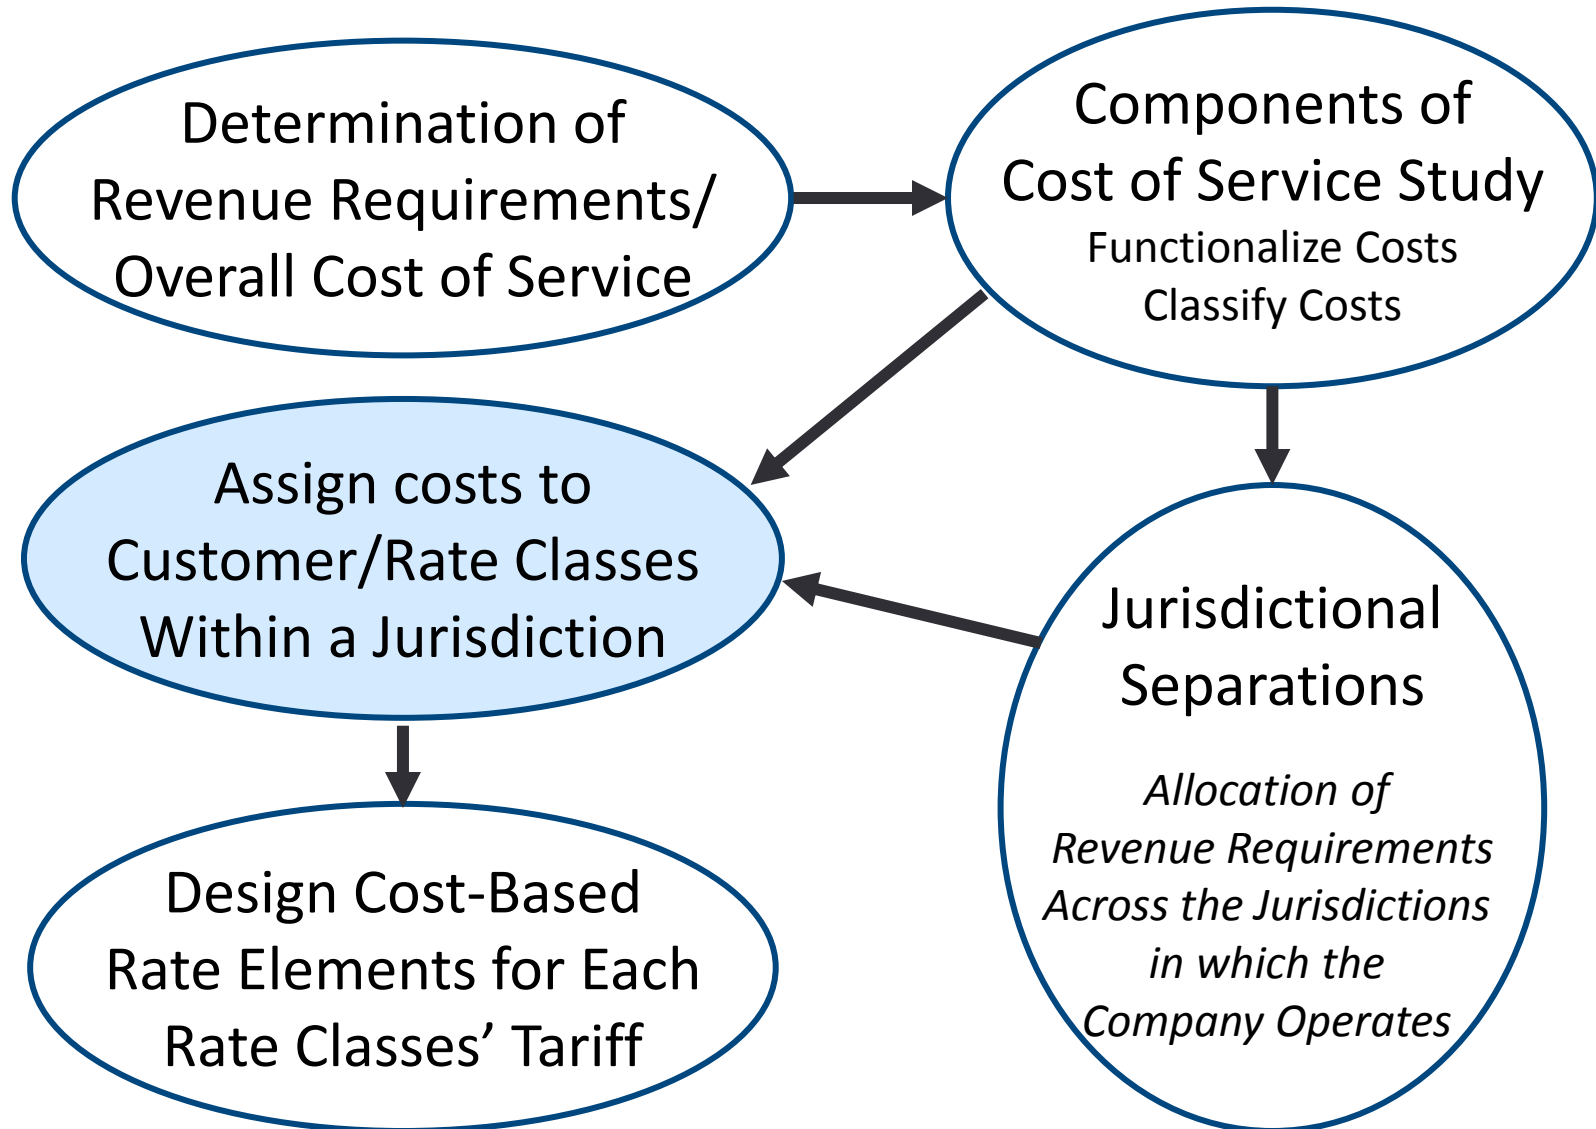 Determination of
Revenue Requirements/
Overall Cost of Service
Components of
Cost of Service Study
Functionalize Costs
Classify Costs
Assign costs to
Customer/Rate Classes
Within a Jurisdiction
Jurisdictional
Separations
Allocation of
Revenue Requirements
Across the Jurisdictions
in which the
Company Operates
Design Cost-Based
Rate Elements for Each
Rate Classes’ Tariff